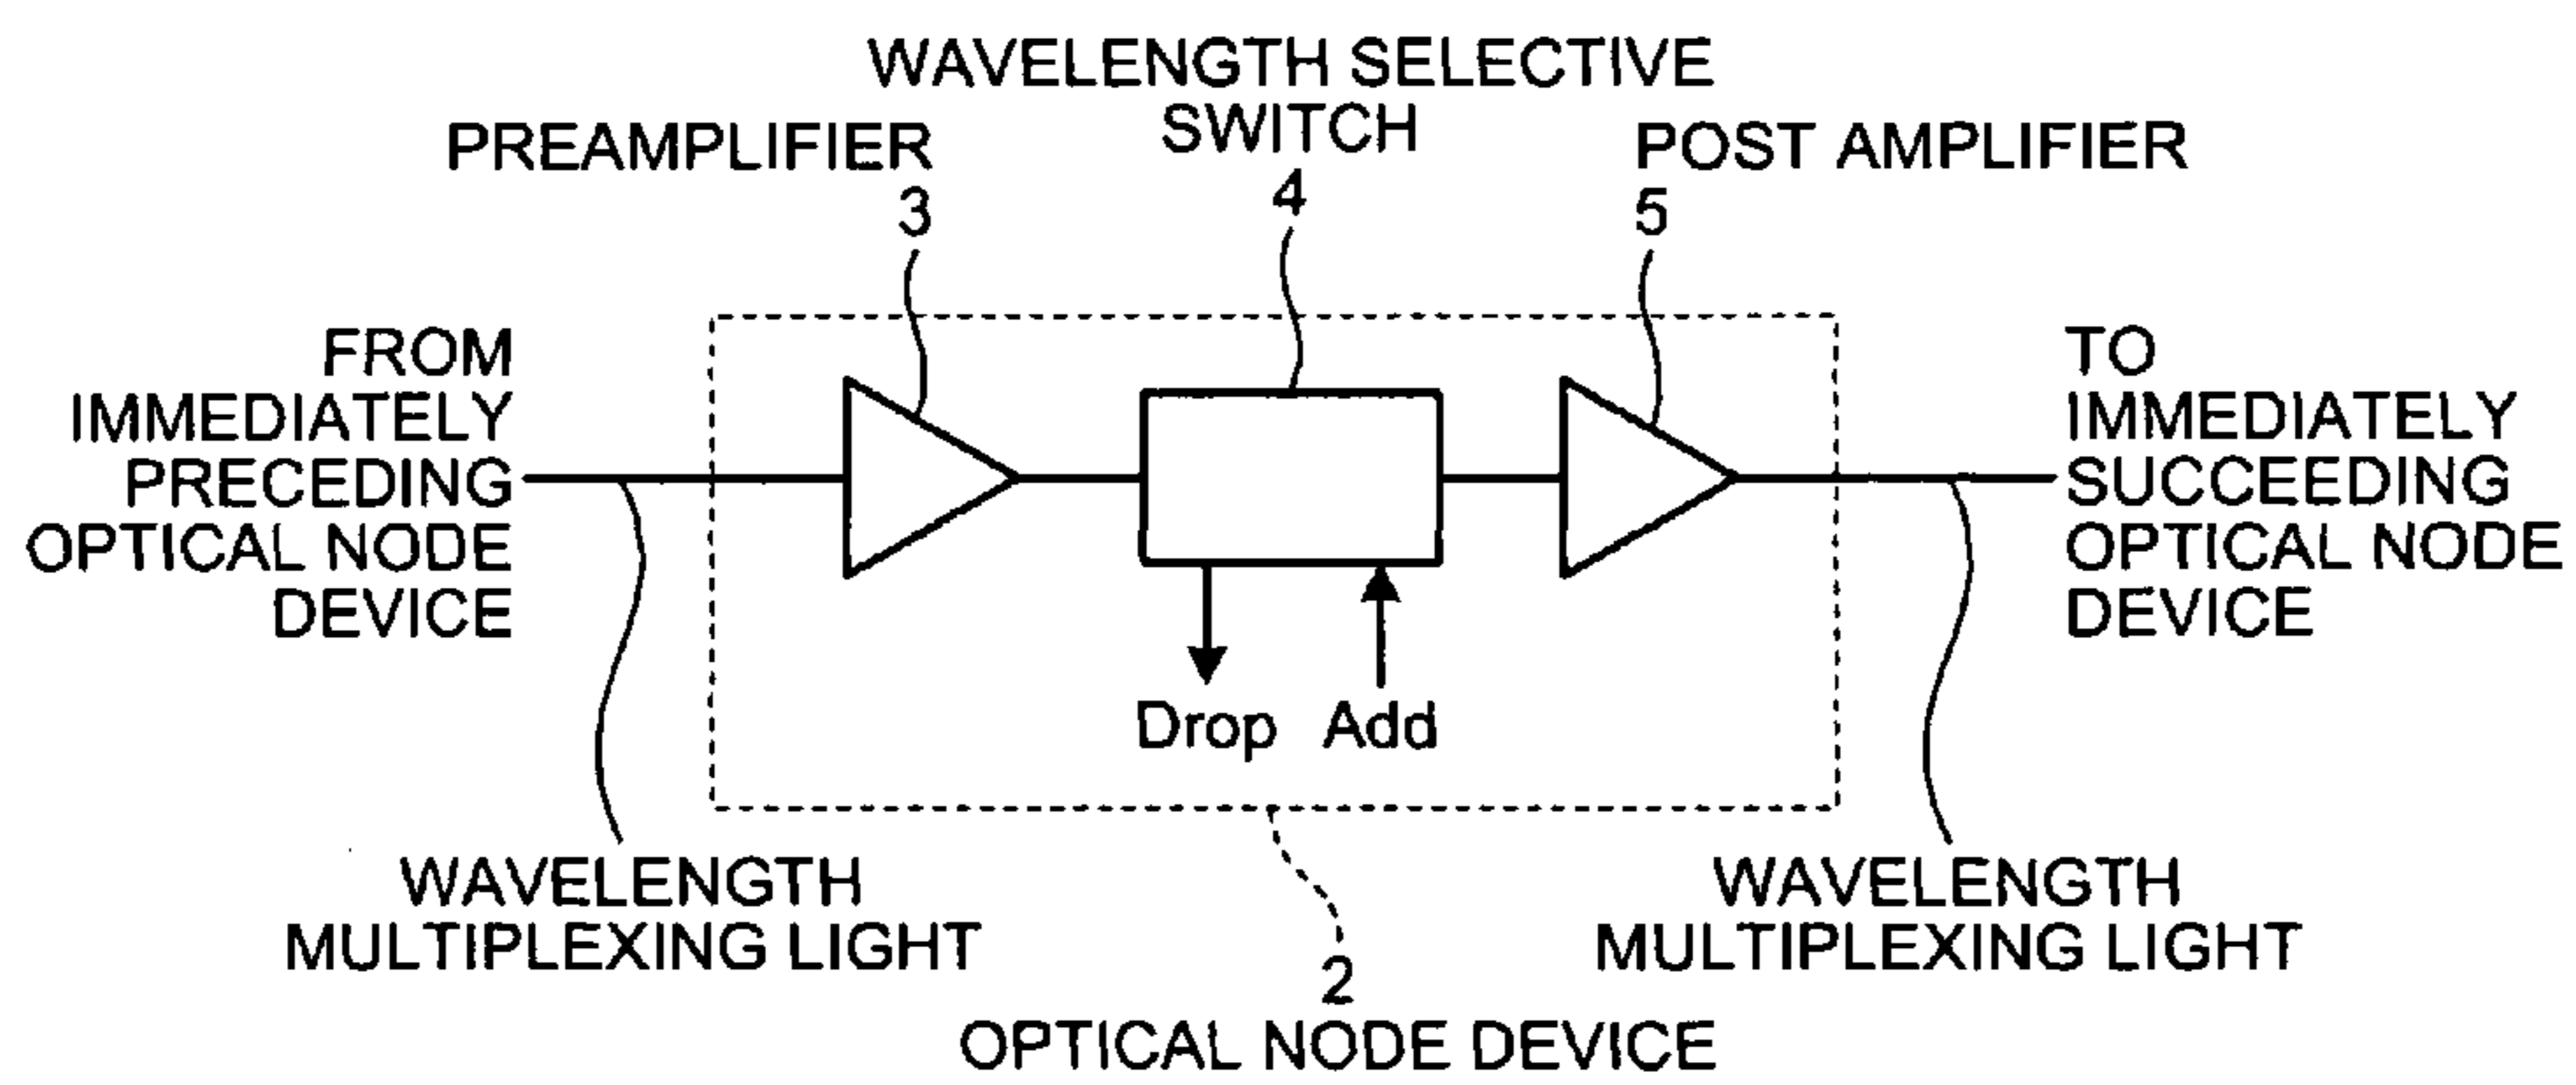 WAVELENGTH SELECTIVE
SWITCH
4
PREAMPLIFIER
3
POST AMPLIFIER
5
FROM
IMMEDIATELY
PRECEDING
OPTICAL NODE
DEVICE
TO
IMMEDIATELY
SUCCEEDING
OPTICAL NODE
DEVICE
Drop
Add
WAVELENGTH
MULTIPLEXING LIGHT
WAVELENGTH
MULTIPLEXING LIGHT
2
OPTICAL NODE DEVICE